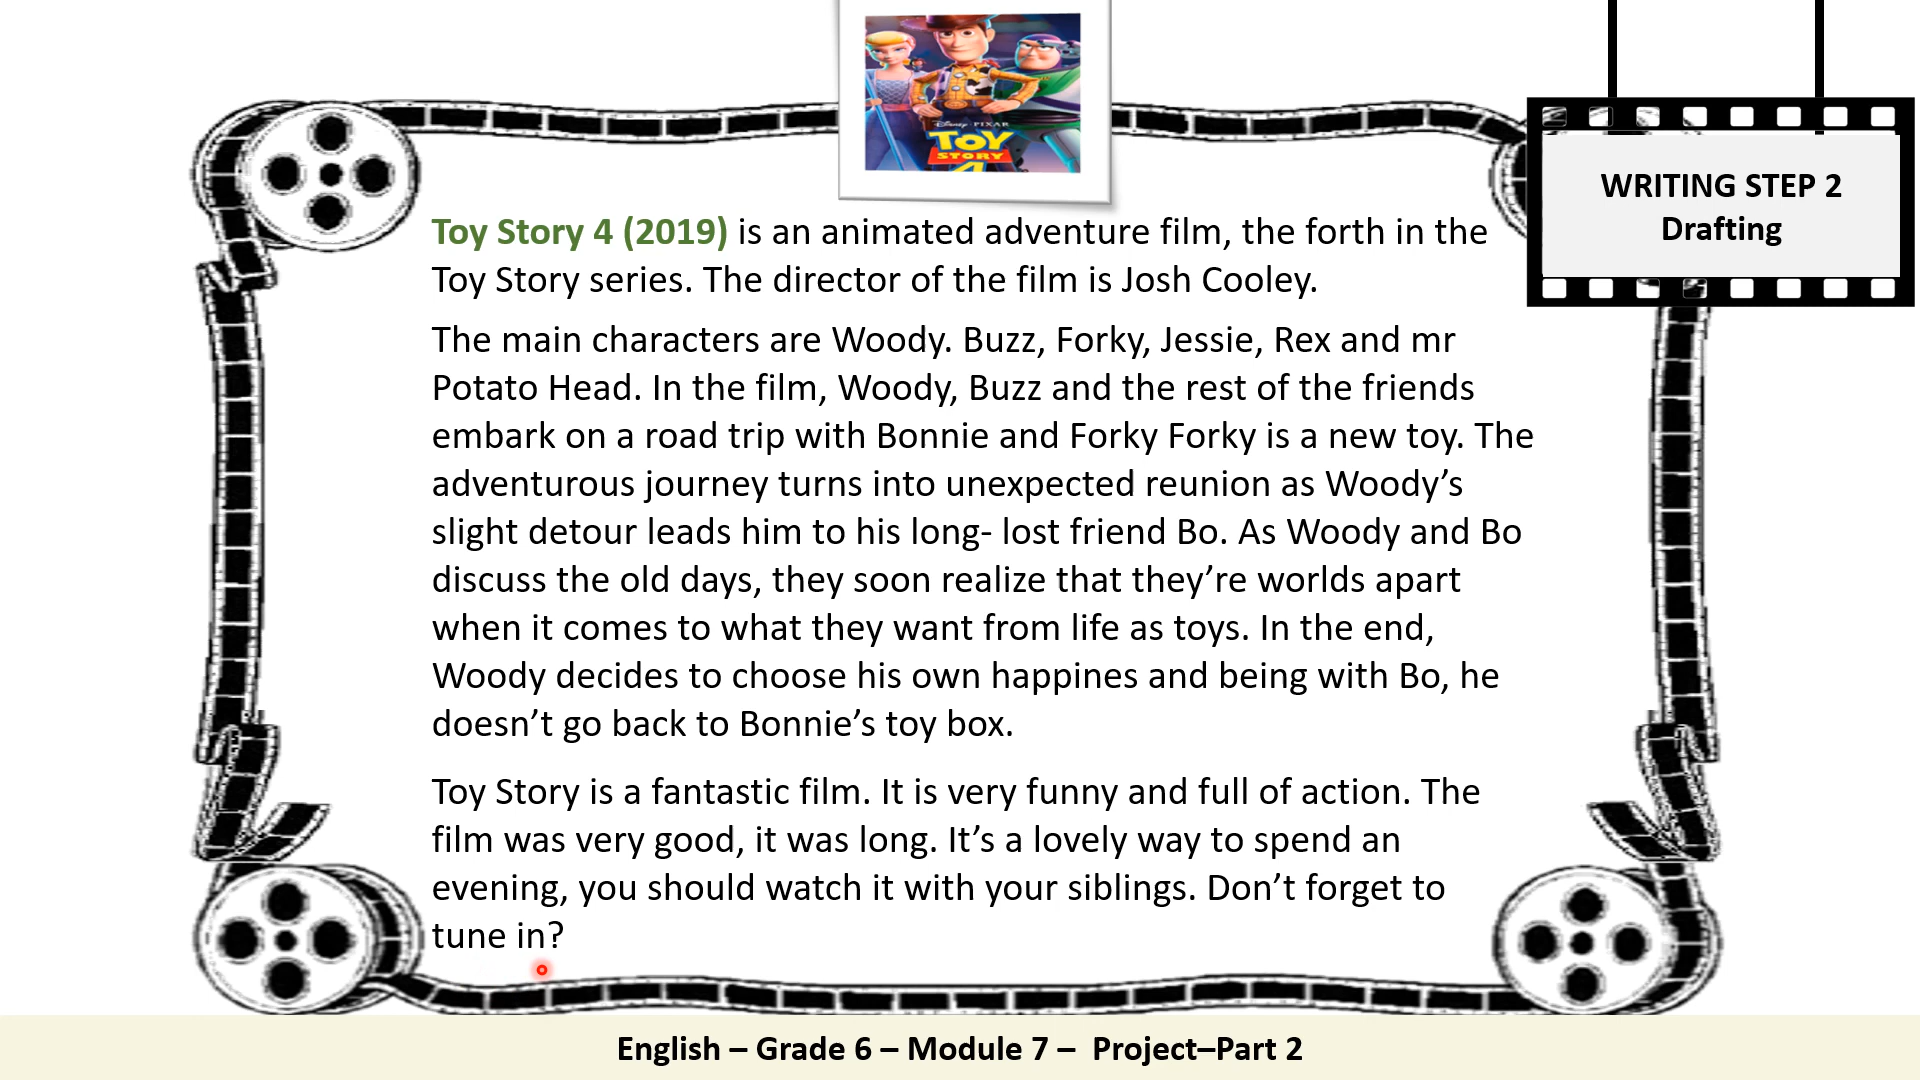 Disney · PIXAR
TOY
STORY
4
WRITING STEP 2
Drafting
Toy Story 4 (2019) is an animated adventure film, the forth in the
Toy Story series. The director of the film is Josh Cooley.
The main characters are Woody. Buzz, Forky, Jessie, Rex and mr
Potato Head. In the film, Woody, Buzz and the rest of the friends
embark on a road trip with Bonnie and Forky Forky is a new toy. The
adventurous journey turns into unexpected reunion as Woody’s
slight detour leads him to his long- lost friend Bo. As Woody and Bo
discuss the old days, they soon realize that they’re worlds apart
when it comes to what they want from life as toys. In the end,
Woody decides to choose his own happines and being with Bo, he
doesn’t go back to Bonnie’s toy box.
Toy Story is a fantastic film. It is very funny and full of action. The
film was very good, it was long. It’s a lovely way to spend an
evening, you should watch it with your siblings. Don’t forget to
tune in?
English – Grade 6 – Module 7 – Project–Part 2